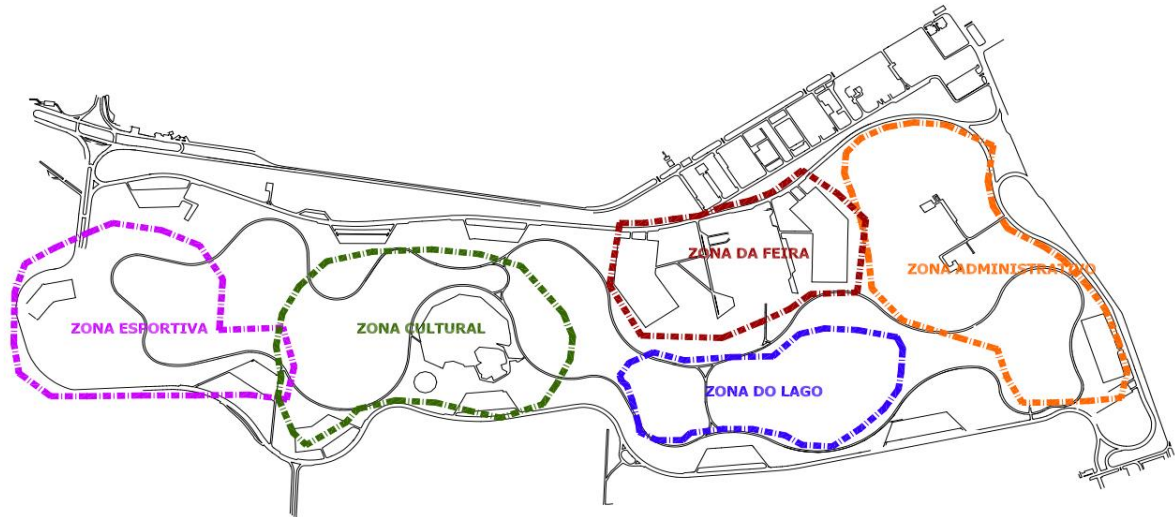 ZONA DA FEIRA
ZONA ADMINISTRATIVO
ZONA ESPORTIVA
ZONA CULTURAL
ZONA DO LAGO